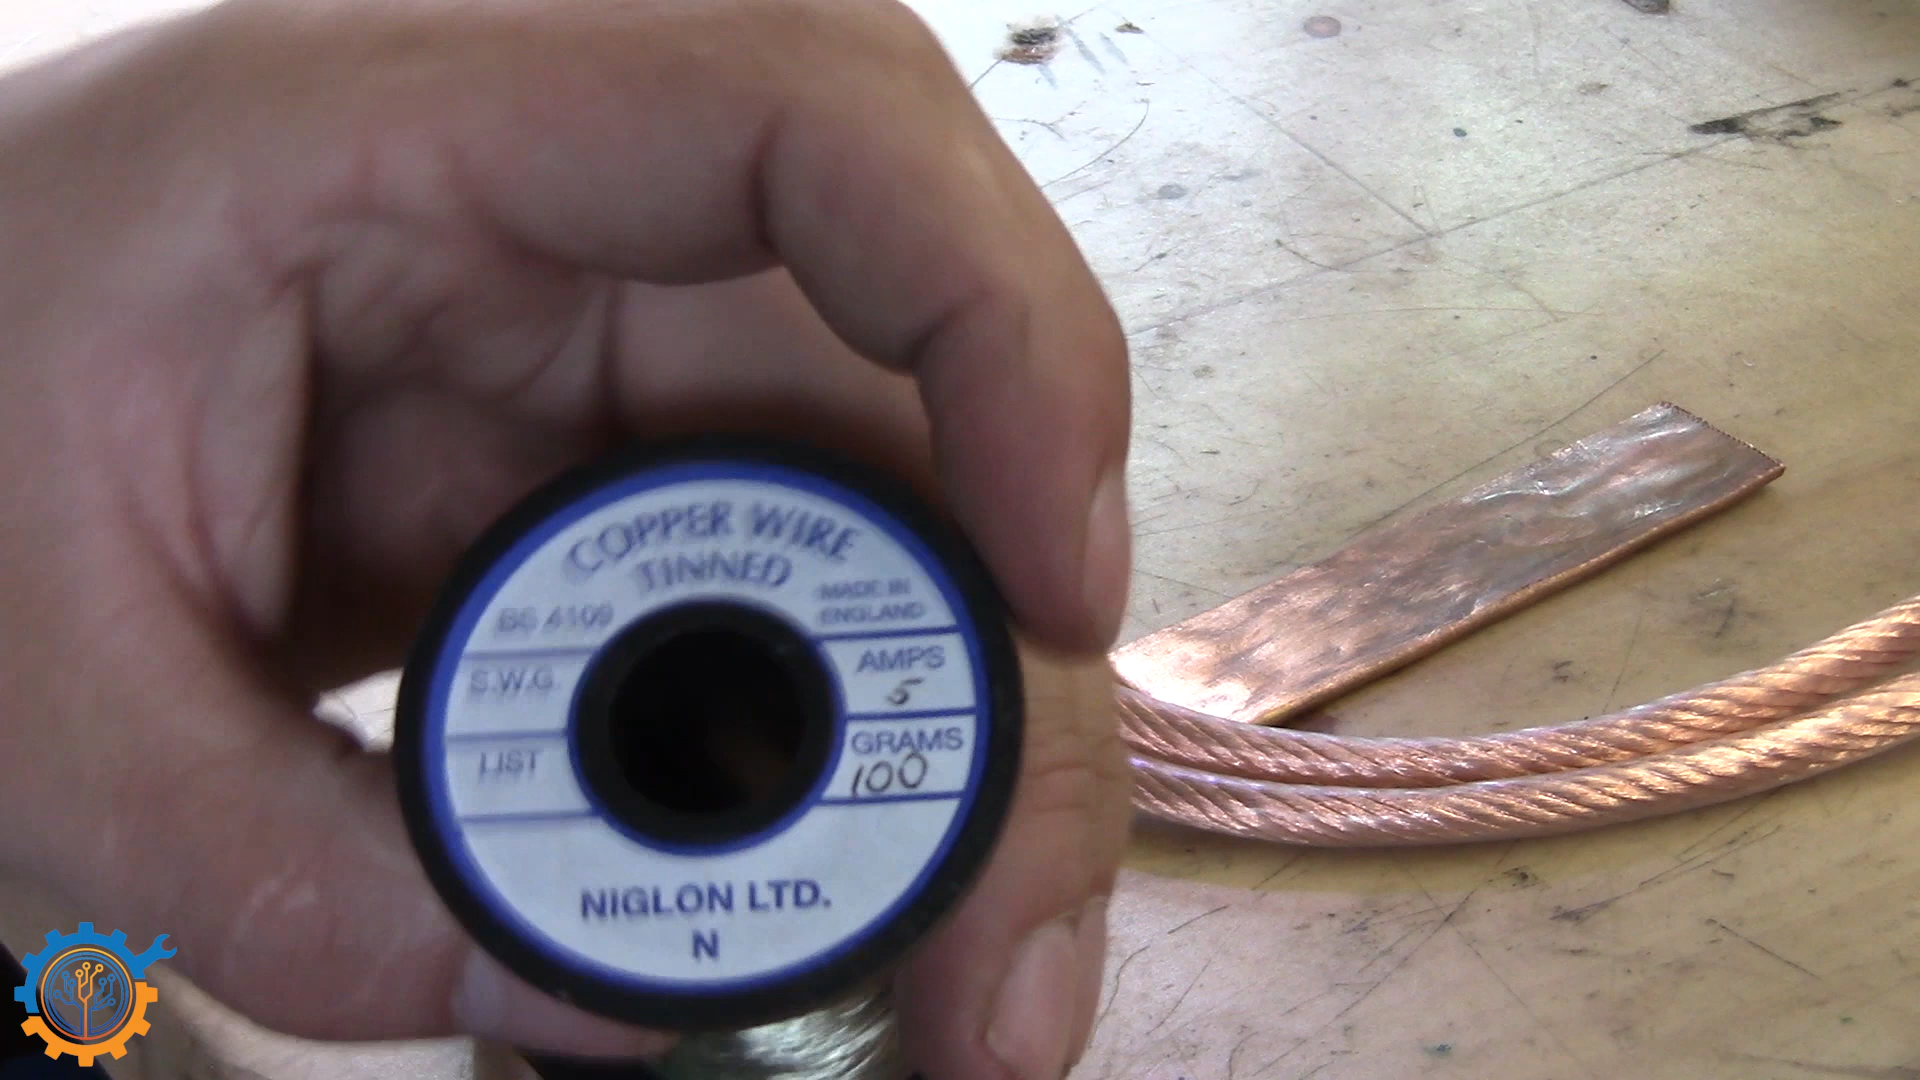 COPPER WIRE
TINNED
BS 4109
MADE IN
ENGLAND
S.W.G.
AMPS
5
LIST
GRAMS
100
NIGLON LTD.
N